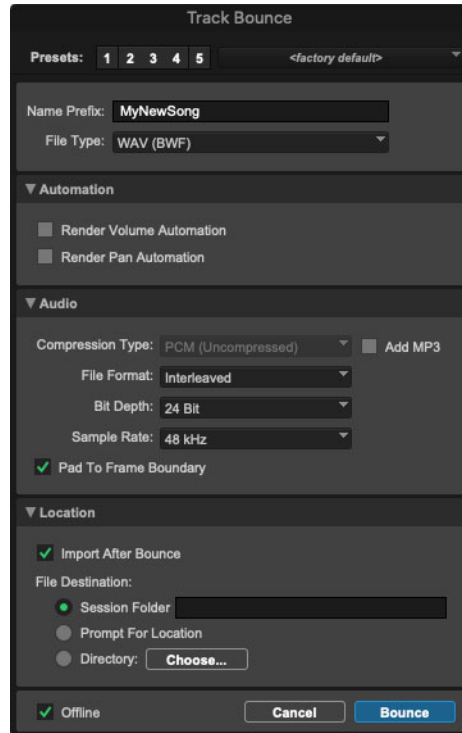 Track Bounce
Presets: 1 2 3 4 5 <factory default>
Name Prefix: MyNewSong
File Type: WAV (BWF)
Automation
Render Volume Automation
Render Pan Automation
Audio
Compression Type: PCM (Uncompressed) Add MP3
File Format: Interleaved
Bit Depth: 24 Bit
Sample Rate: 48 kHz
Pad To Frame Boundary
Location
Import After Bounce
File Destination:
Session Folder
Prompt For Location
Directory: Choose...
Offline Cancel Bounce